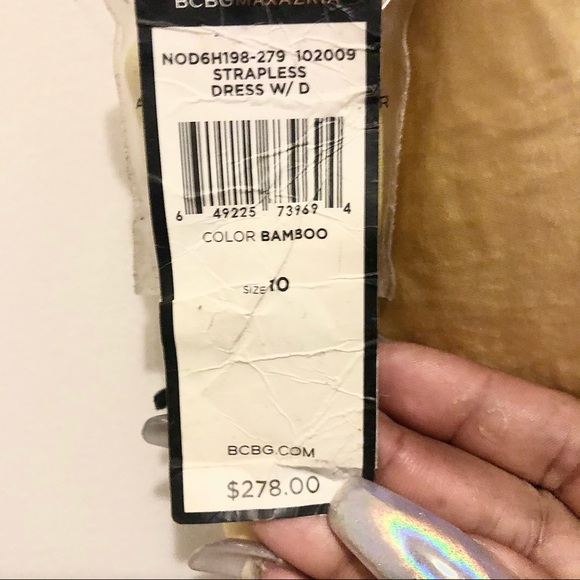 BCBGMAXAZRIA
NOD6H198-279 102009
STRAPLESS
DRESS W/ D
6 49225 73969 4
COLOR BAMBOO
SIZE 10
BCBG.COM
$278.00